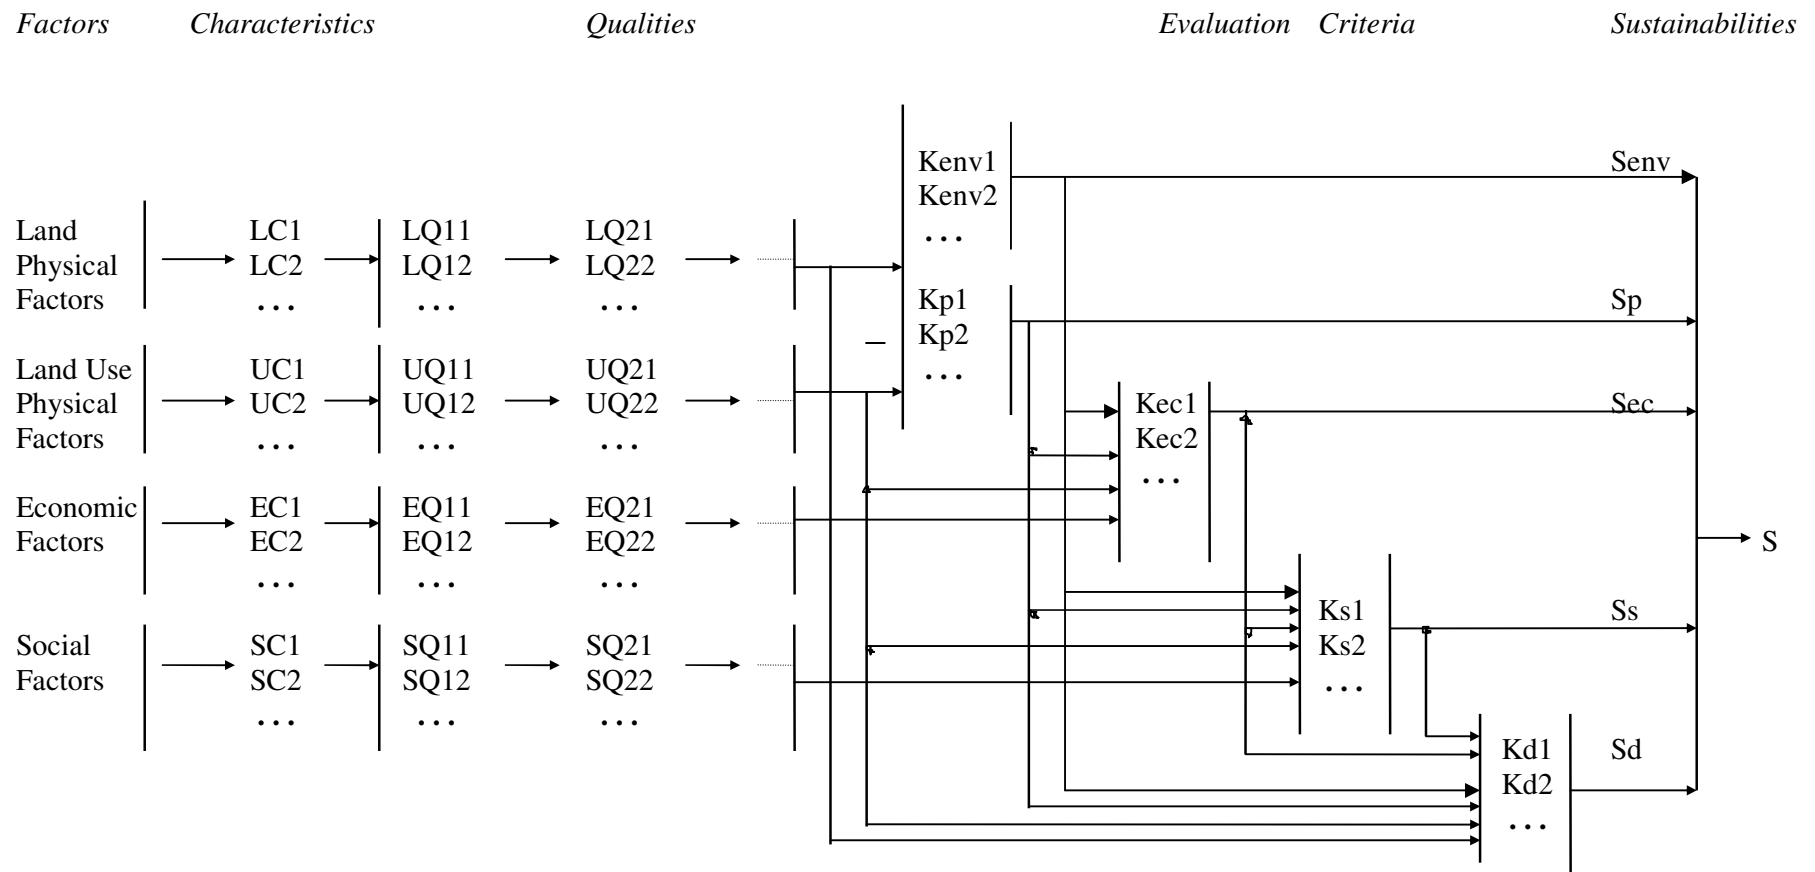 Factors Characteristics Qualities Evaluation Criteria Sustainabilities
Kenv1
Kenv2
...
Senv
Land
Physical
Factors
LC1
LC2
...
LQ11
LQ12
...
LQ21
LQ22
...
Kp1
Kp2
...
Sp
Land Use
Physical
Factors
UC1
UC2
...
UQ11
UQ12
...
UQ21
UQ22
...
Kec1
Kec2
...
Sec
Economic
Factors
EC1
EC2
...
EQ11
EQ12
...
EQ21
EQ22
...
S
Social
Factors
SC1
SC2
...
SQ11
SQ12
...
SQ21
SQ22
...
Ks1
Ks2
...
Ss
Kd1
Kd2
...
Sd